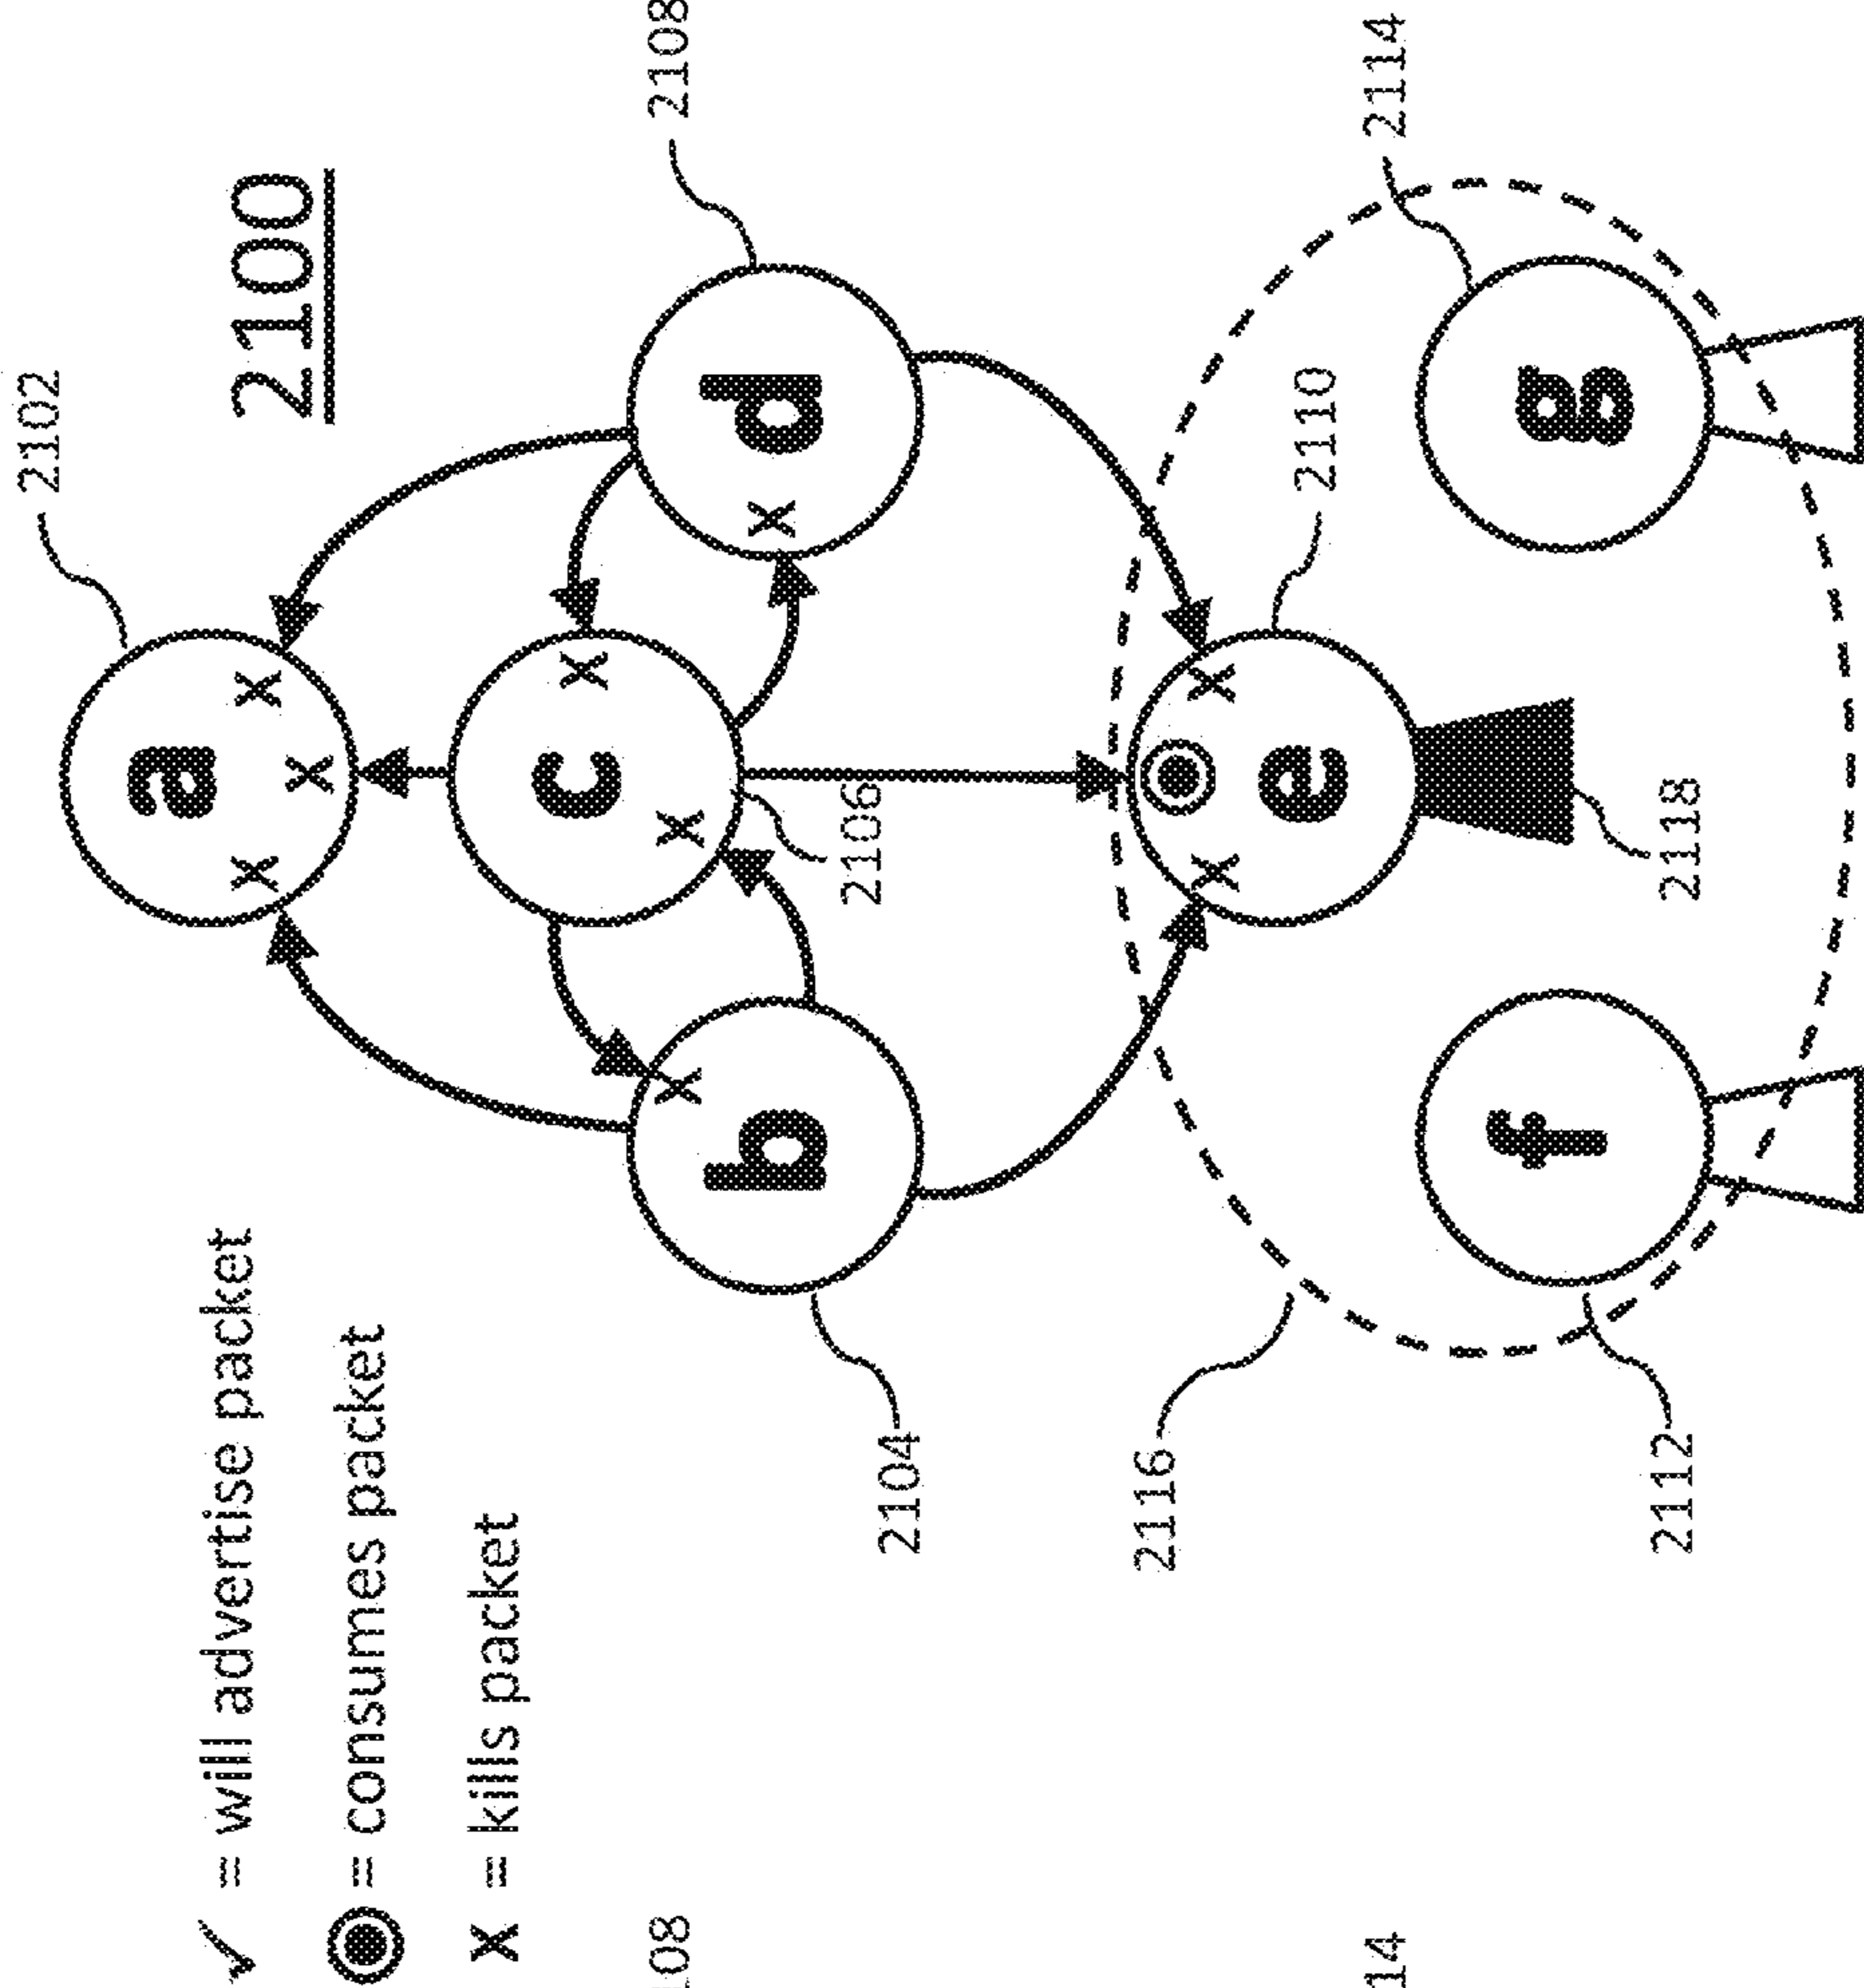 2102
a
✓ = will advertise packet
2100
◉ = consumes packet
x = kills packet
c
108
2108
b
d
2106
2104
2116
e
2110
14
2114
f
g
2112
2118